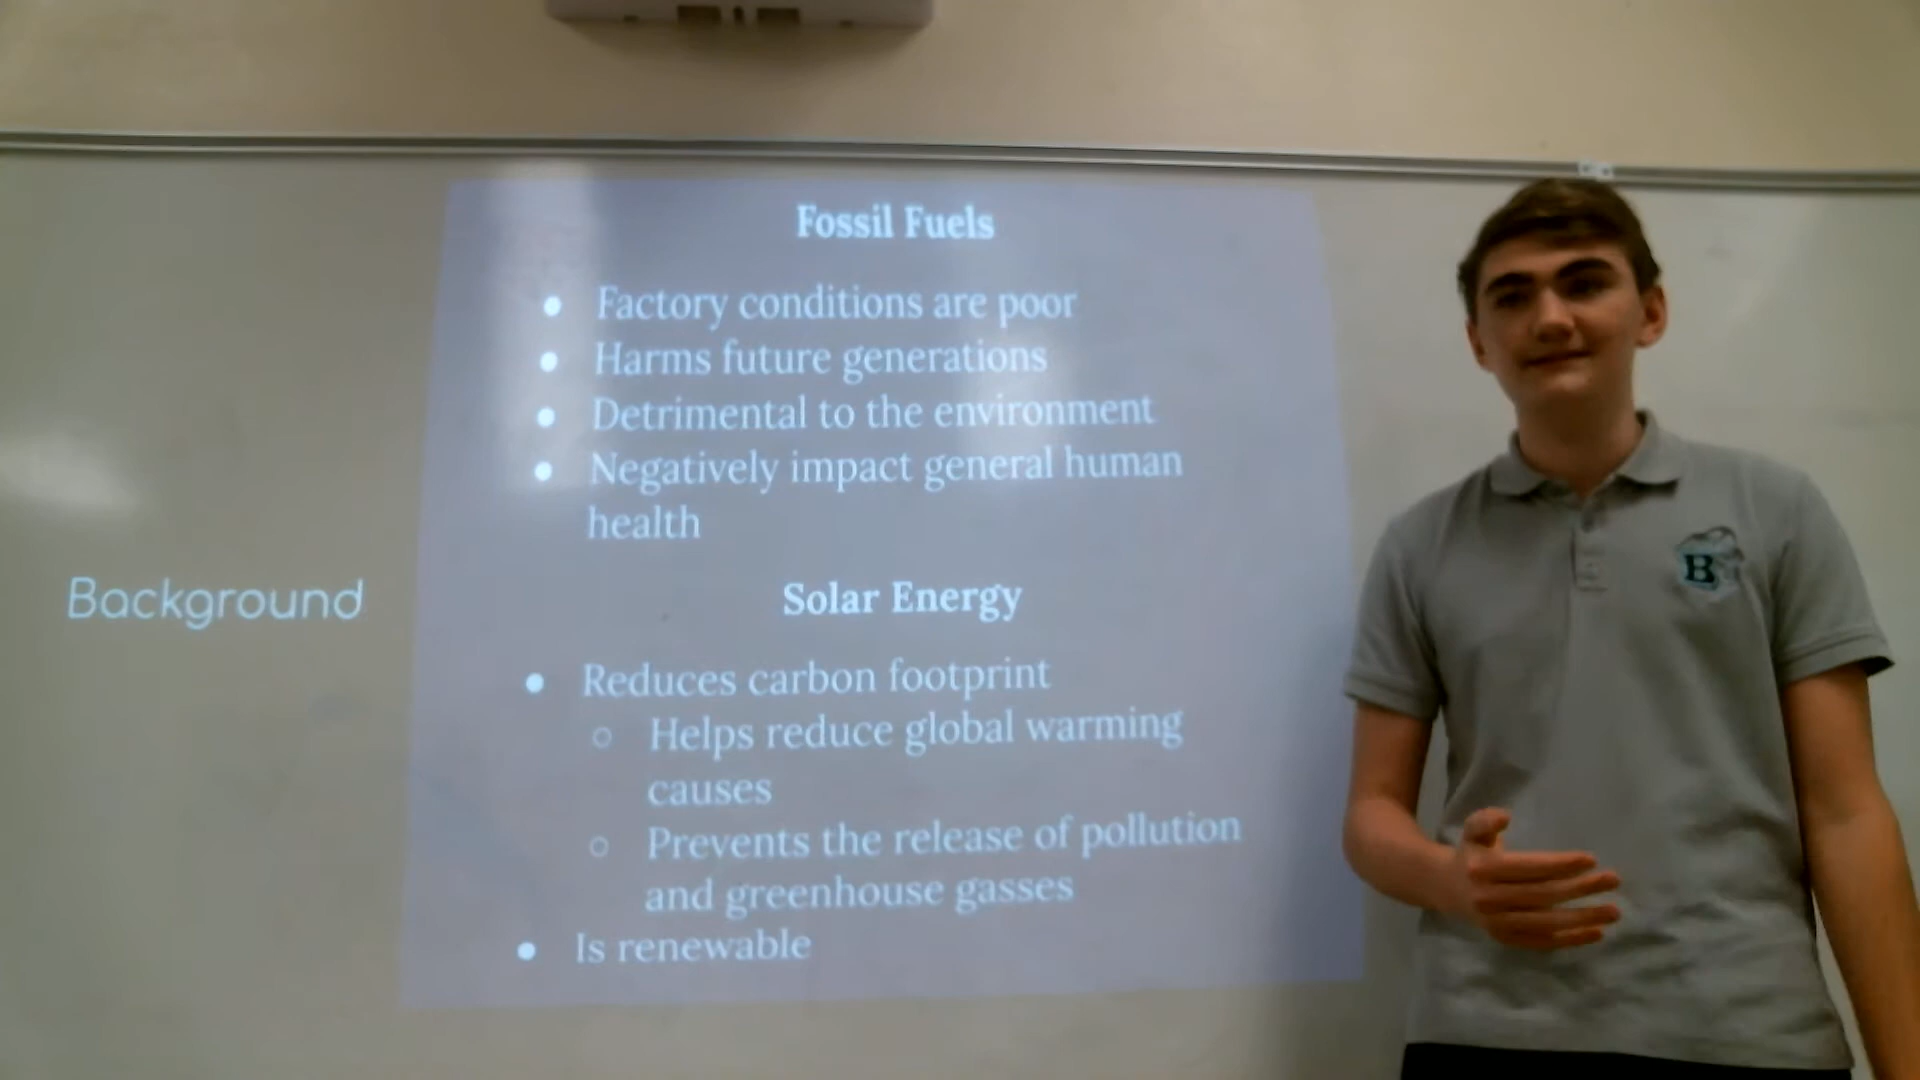 Fossil Fuels
● Factory conditions are poor
● Harms future generations
● Detrimental to the environment
● Negatively impact general human
health
Background
Solar Energy
● Reduces carbon footprint
○ Helps reduce global warming
causes
○ Prevents the release of pollution
and greenhouse gasses
● Is renewable
B